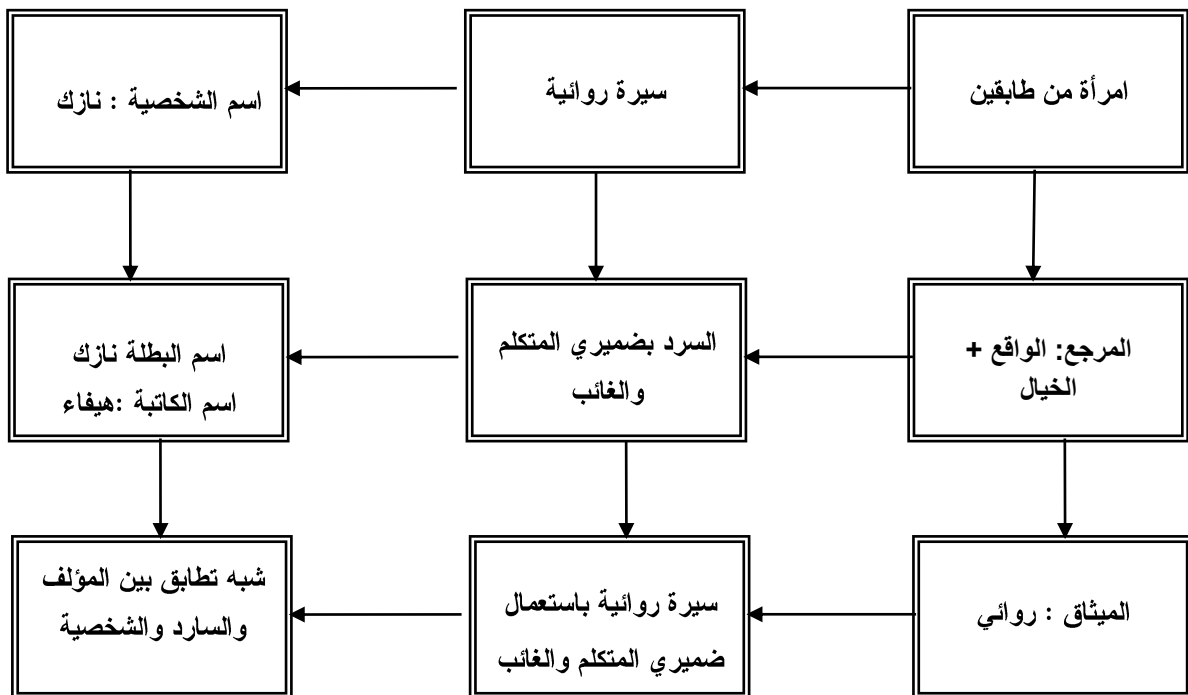 امرأة من طابقين
سيرة روائية
اسم الشخصية : نازك
المرجع: الواقع +
الخيال
السرد بضميري المتكلم
والغائب
اسم البطلة نازك
اسم الكاتبة :هيفاء
الميثاق : روائي
سيرة روائية باستعمال
ضميري المتكلم والغائب
شبه تطابق بين المؤلف
والسارد والشخصية